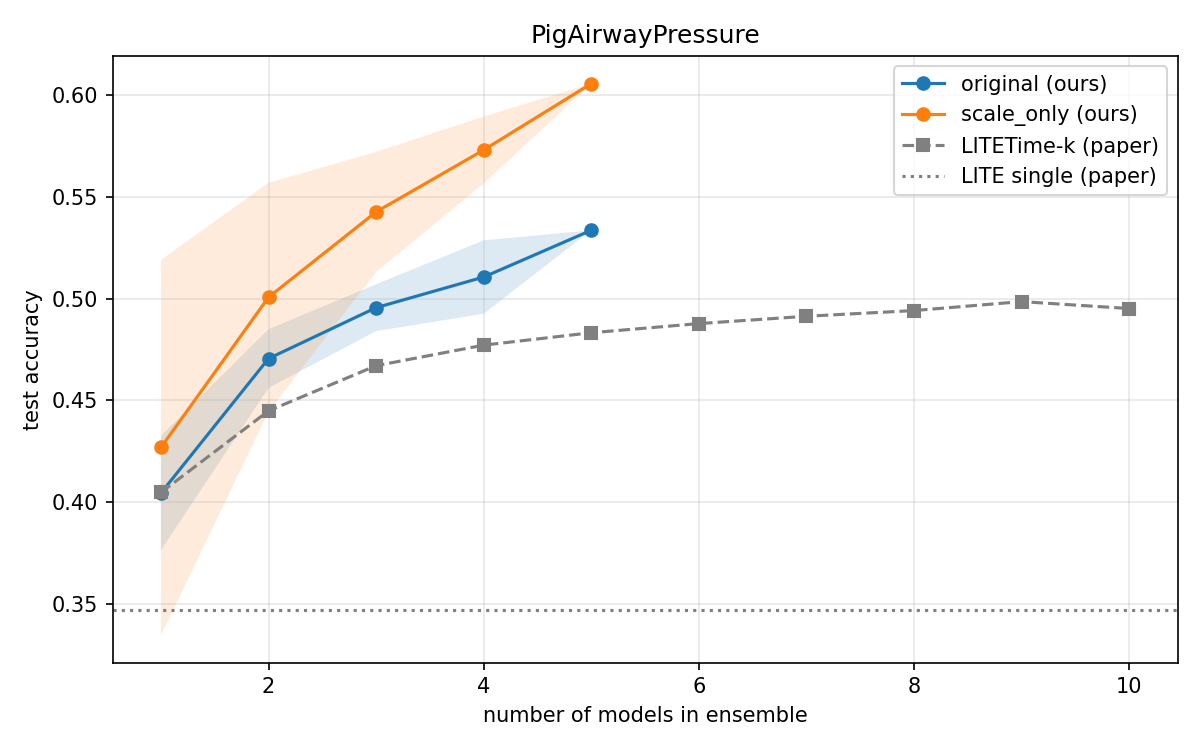 PigAirwayPressure
original (ours)
scale_only (ours)
LITETime-k (paper)
LITE single (paper)
test accuracy
0.60
0.55
0.50
0.45
0.40
0.35
2 4 6 8 10
number of models in ensemble